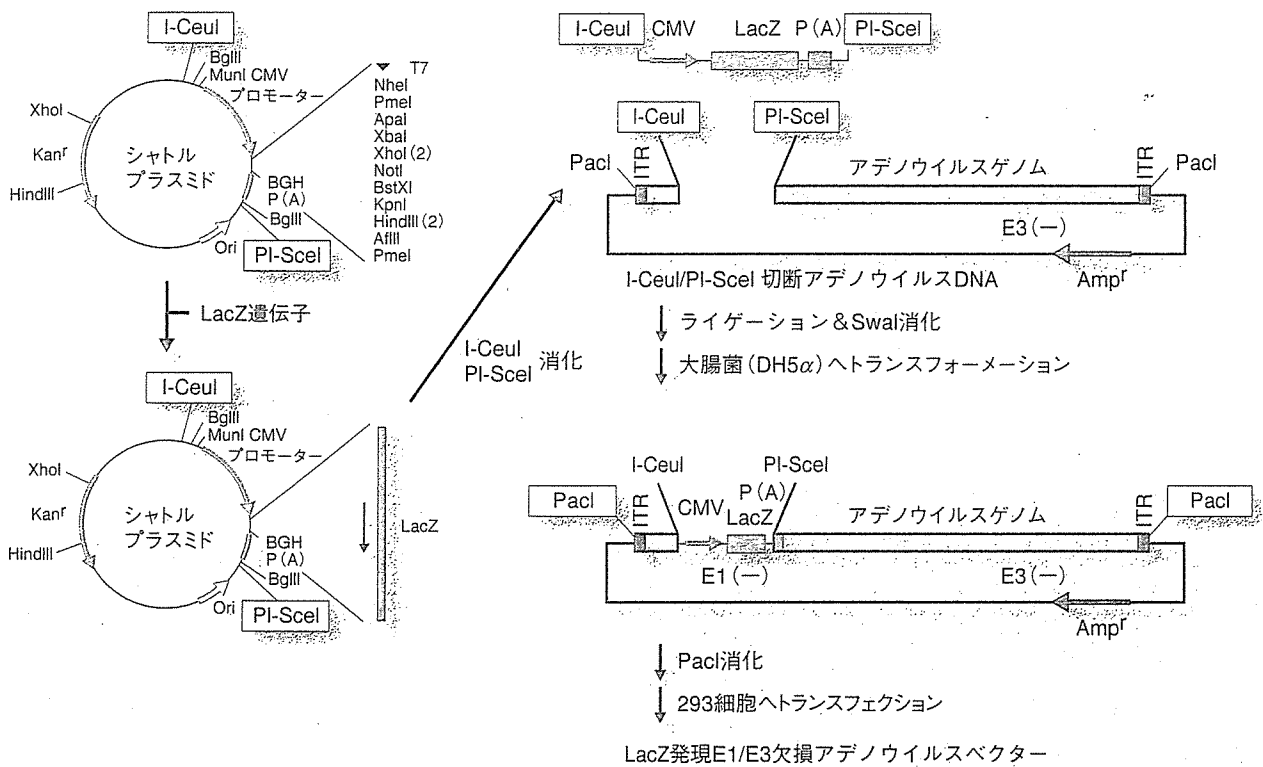 I-CeuI
BglII
MunI CMV
プロモーター
XhoI
Kanʳ
HindIII
シャトル
プラスミド
BGH
P(A)
BglII
Ori
PI-SceI
T7
NheI
PmeI
ApaI
XbaI
XhoI(2)
NotI
BstXI
KpnI
HindIII(2)
AflII
PmeI
LacZ遺伝子
I-CeuI
BglII
MunI CMV
プロモーター
XhoI
Kanʳ
HindIII
シャトル
プラスミド
BGH
P(A)
BglII
Ori
PI-SceI
LacZ
I-CeuI
PI-SceI 消化
I-CeuI CMV LacZ P(A) PI-SceI
I-CeuI PI-SceI
PacI ITR アデノウイルスゲノム ITR PacI
E3(−)
Ampʳ
I-CeuI/PI-SceI 切断アデノウイルスDNA
ライゲーション&SwaI消化
大腸菌(DH5α)へトランスフォーメーション
I-CeuI PI-SceI
PacI ITR CMV P(A) アデノウイルスゲノム ITR PacI
LacZ
E1(−) E3(−)
Ampʳ
PacI消化
293細胞へトランスフェクション
LacZ発現E1/E3欠損アデノウイルスベクター